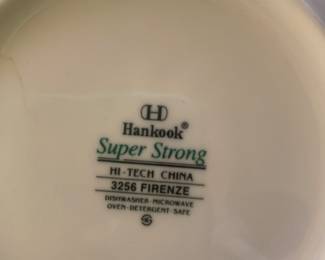 H
Hankook®
Super Strong
HI-TECH CHINA
3256 FIRENZE
DISHWASHER-MICROWAVE
OVEN-DETERGENT-SAFE